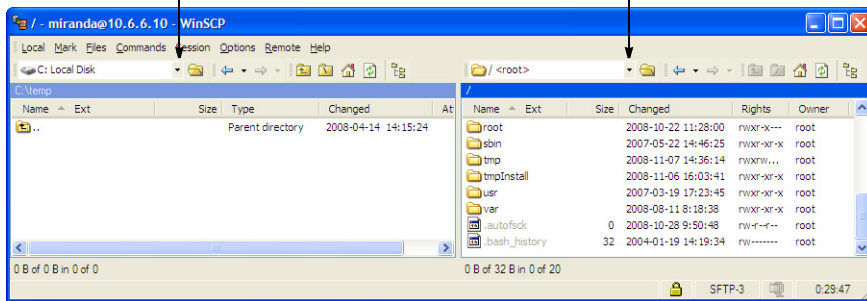 / - miranda@10.6.6.10 - WinSCP
Local Mark Files Commands Session Options Remote Help
C: Local Disk
/ <root>
C:\temp
/
Name Ext Size Type Changed At
Name Ext Size Changed Rights Owner
.. Parent directory 2008-04-14 14:15:24
root 2008-10-22 11:28:00 rwxr-x--- root
sbin 2007-05-22 14:46:25 rwxr-xr-x root
tmp 2008-11-07 14:36:14 rwxrw... root
tmpInstall 2008-11-06 16:03:41 rwxr-xr-x root
usr 2007-03-19 17:23:45 rwxr-xr-x root
var 2008-08-11 8:18:38 rwxr-xr-x root
.autofsck 0 2008-10-28 9:50:48 rw-r--r-- root
.bash_history 32 2004-01-19 14:19:34 rw------- root
0 B of 0 B in 0 of 0
0 B of 32 B in 0 of 20
SFTP-3 0:29:47